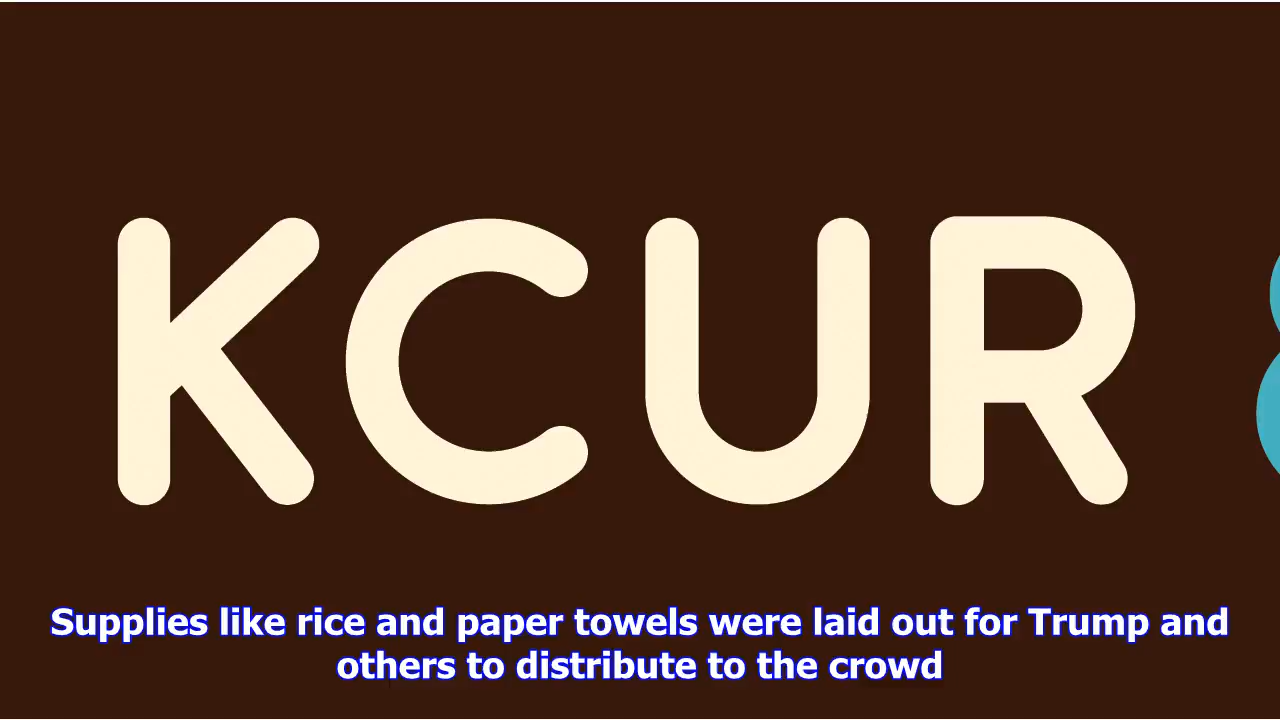 KCUR
Supplies like rice and paper towels were laid out for Trump and
others to distribute to the crowd